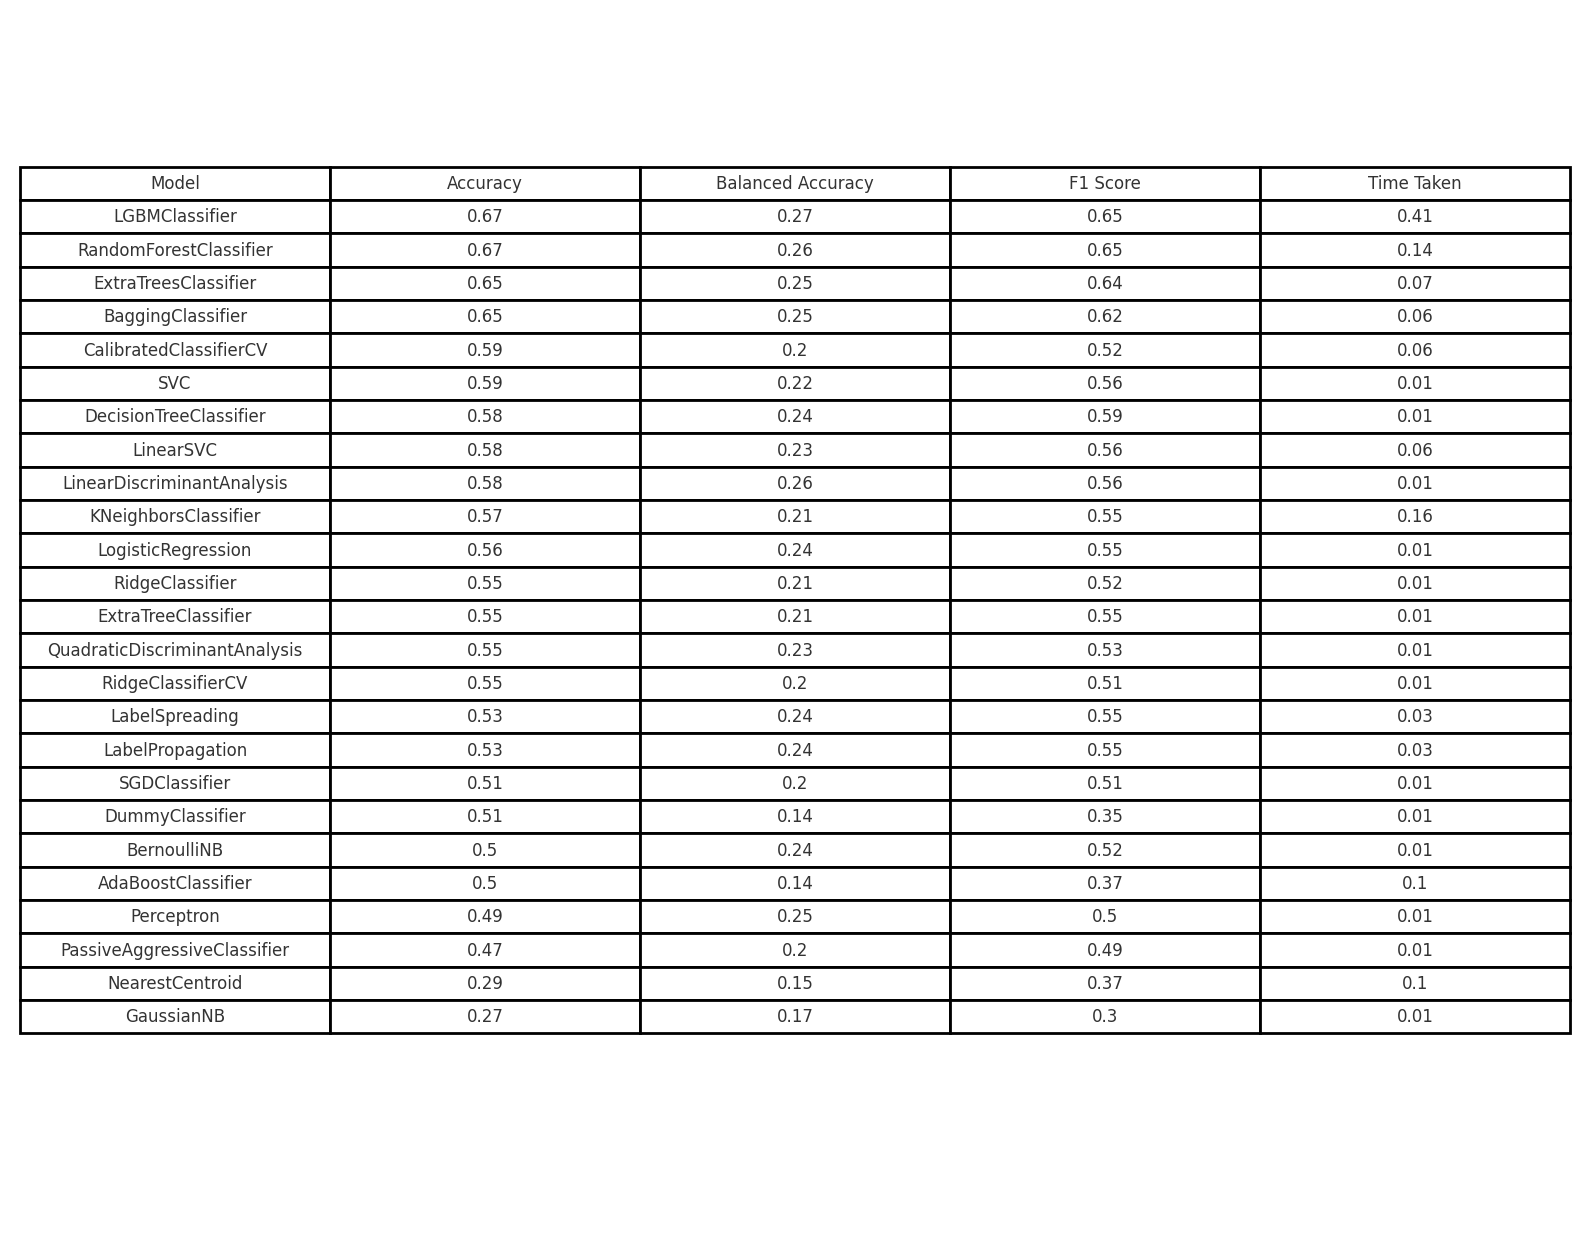 Model Accuracy Balanced Accuracy F1 Score Time Taken
LGBMClassifier 0.67 0.27 0.65 0.41
RandomForestClassifier 0.67 0.26 0.65 0.14
ExtraTreesClassifier 0.65 0.25 0.64 0.07
BaggingClassifier 0.65 0.25 0.62 0.06
CalibratedClassifierCV 0.59 0.2 0.52 0.06
SVC 0.59 0.22 0.56 0.01
DecisionTreeClassifier 0.58 0.24 0.59 0.01
LinearSVC 0.58 0.23 0.56 0.06
LinearDiscriminantAnalysis 0.58 0.26 0.56 0.01
KNeighborsClassifier 0.57 0.21 0.55 0.16
LogisticRegression 0.56 0.24 0.55 0.01
RidgeClassifier 0.55 0.21 0.52 0.01
ExtraTreeClassifier 0.55 0.21 0.55 0.01
QuadraticDiscriminantAnalysis 0.55 0.23 0.53 0.01
RidgeClassifierCV 0.55 0.2 0.51 0.01
LabelSpreading 0.53 0.24 0.55 0.03
LabelPropagation 0.53 0.24 0.55 0.03
SGDClassifier 0.51 0.2 0.51 0.01
DummyClassifier 0.51 0.14 0.35 0.01
BernoulliNB 0.5 0.24 0.52 0.01
AdaBoostClassifier 0.5 0.14 0.37 0.1
Perceptron 0.49 0.25 0.5 0.01
PassiveAggressiveClassifier 0.47 0.2 0.49 0.01
NearestCentroid 0.29 0.15 0.37 0.1
GaussianNB 0.27 0.17 0.3 0.01